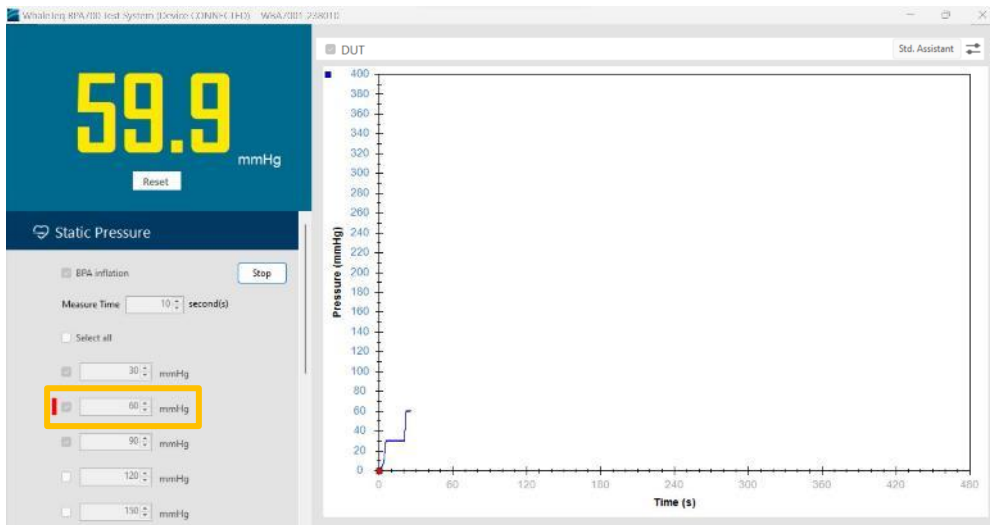 WhaleTeq BPA700 Test System (Device CONNECTED) WBA7001 238010
59.9 mmHg
Reset
Static Pressure
BPA inflation Stop
Measure Time 10 second(s)
Select all
30 mmHg
60 mmHg
90 mmHg
120 mmHg
150 mmHg
DUT Std. Assistant
Pressure (mmHg)
400
380
360
340
320
300
280
260
240
220
200
180
160
140
120
100
80
60
40
20
0
0 60 120 180 240 300 360 420 480
Time (s)